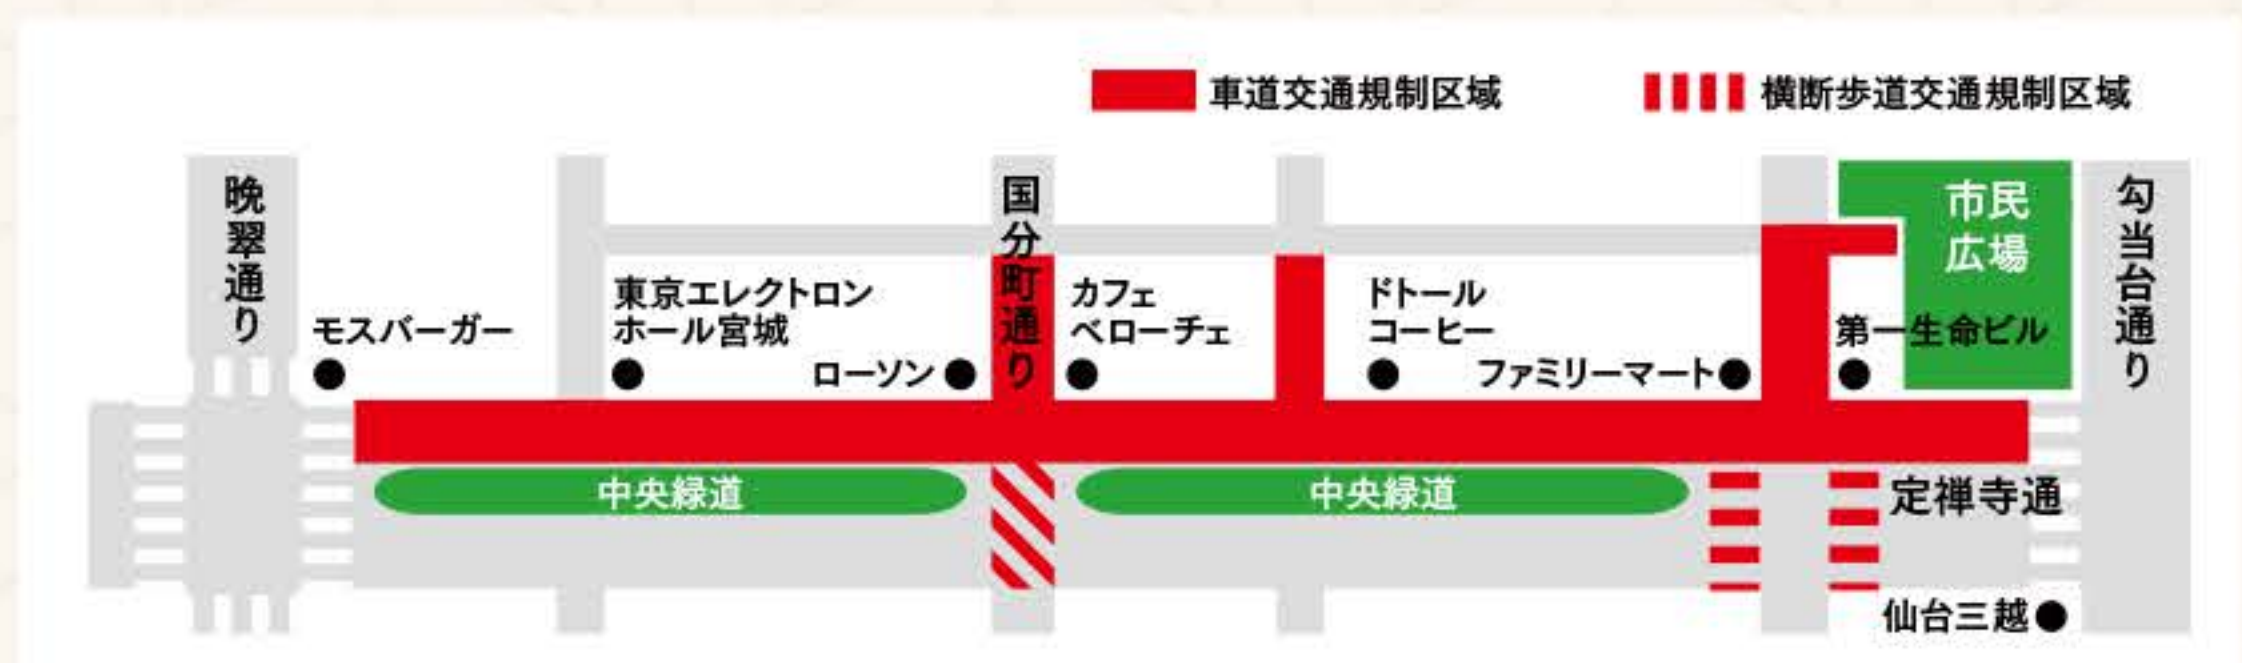 車道交通規制区域
横断歩道交通規制区域
晩翠通り
国分町通り
市民
広場
勾当台通り
モスバーガー
東京エレクトロン
ホール宮城
ローソン
カフェ
ベローチェ
ドトール
コーヒー
ファミリーマート
第一生命ビル
中央緑道
中央緑道
定禅寺通
仙台三越